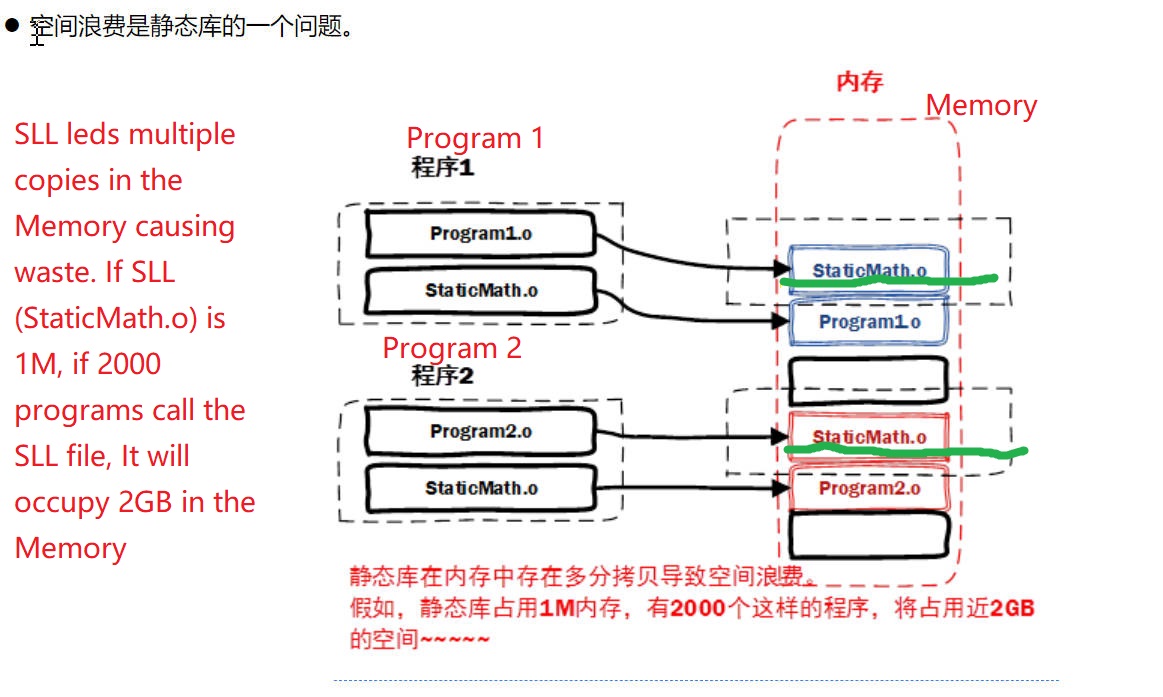 ● 空间浪费是静态库的一个问题。
内存
Memory
SLL leds multiple
copies in the
Memory causing
waste. If SLL
(StaticMath.o) is
1M, if 2000
programs call the
SLL file, It will
occupy 2GB in the
Memory
Program 1
程序1
Program1.o
StaticMath.o
Program 2
程序2
Program2.o
StaticMath.o
StaticMath.o
Program1.o
StaticMath.o
Program2.o
静态库在内存中存在多分拷贝导致空间浪费。
假如，静态库占用1M内存，有2000个这样的程序，将占用近2GB
的空间~~~~~